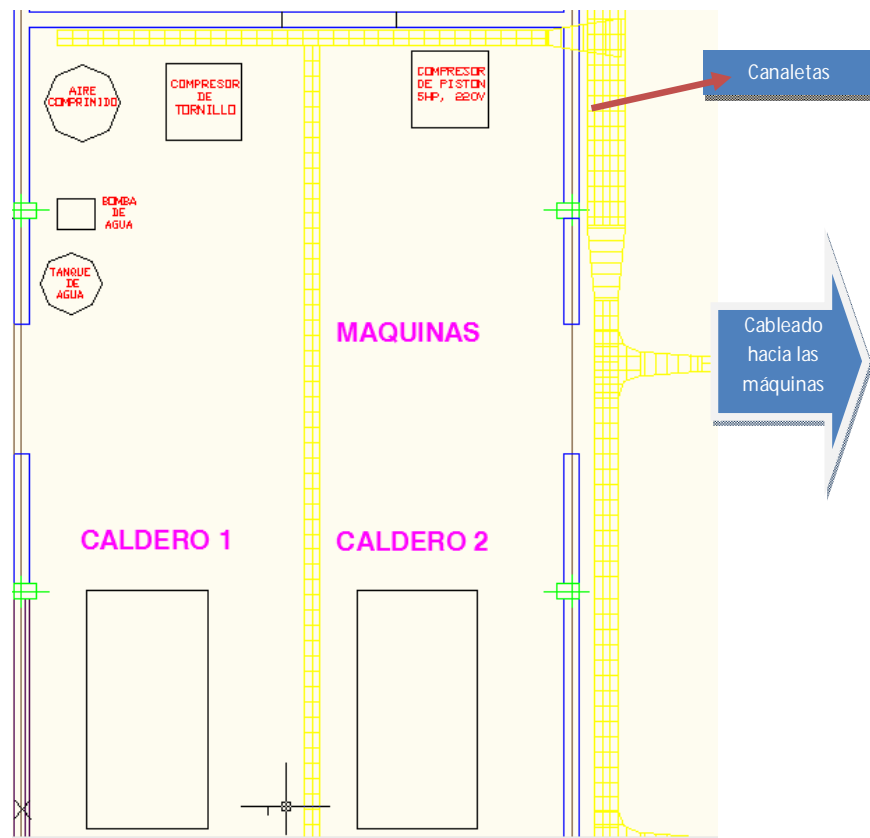 AIRE
COMPRIMIDO
COMPRESOR
DE
TORNILLO
COMPRESOR
DE PISTON
5HP, 220V
Canaletas
BOMBA
DE
AGUA
TANQUE
DE
AGUA
MAQUINAS
Cableado
hacia las
máquinas
CALDERO 1
CALDERO 2